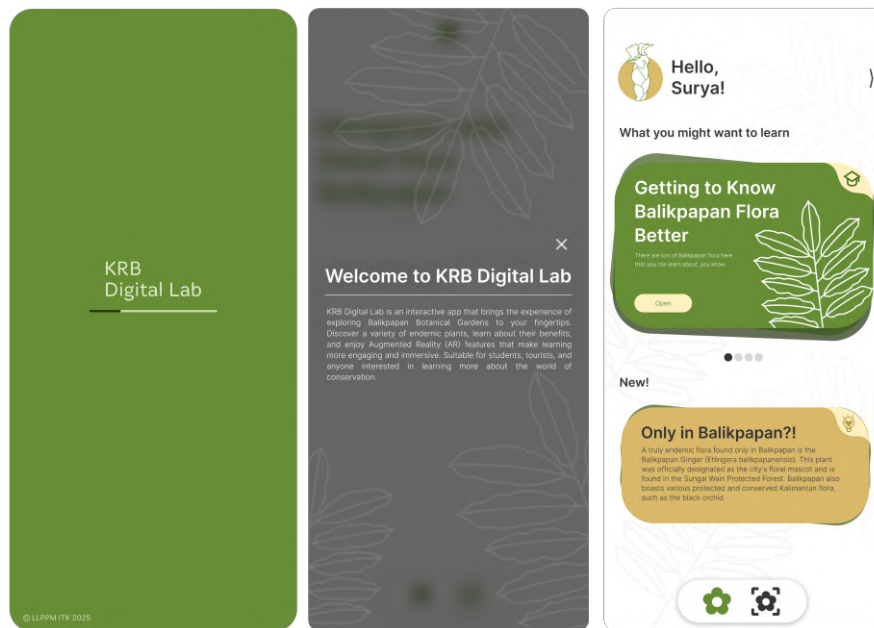 KRB
Digital Lab
© LLPPM ITK 2025
Welcome to KRB Digital Lab
KRB Digital Lab is an interactive app that brings the experience of
exploring Balikpapan Botanical Gardens to your fingertips.
Discover a variety of endemic plants, learn about their benefits,
and enjoy Augmented Reality (AR) features that make learning
more engaging and immersive. Suitable for students, tourists, and
anyone interested in learning more about the world of
conservation.
Hello,
Surya!
What you might want to learn
Getting to Know
Balikpapan Flora
Better
There are lots of Balikpapan flora here
that you can learn about, you know.
Open
New!
Only in Balikpapan?!
A truly endemic flora found only in Balikpapan is the
Balikpapan Ginger (Etlingera balikpapanensis). This plant
was officially designated as the city's floral mascot and is
found in the Sungai Wain Protected Forest. Balikpapan also
boasts various protected and conserved Kalimantan flora,
such as the black orchid.